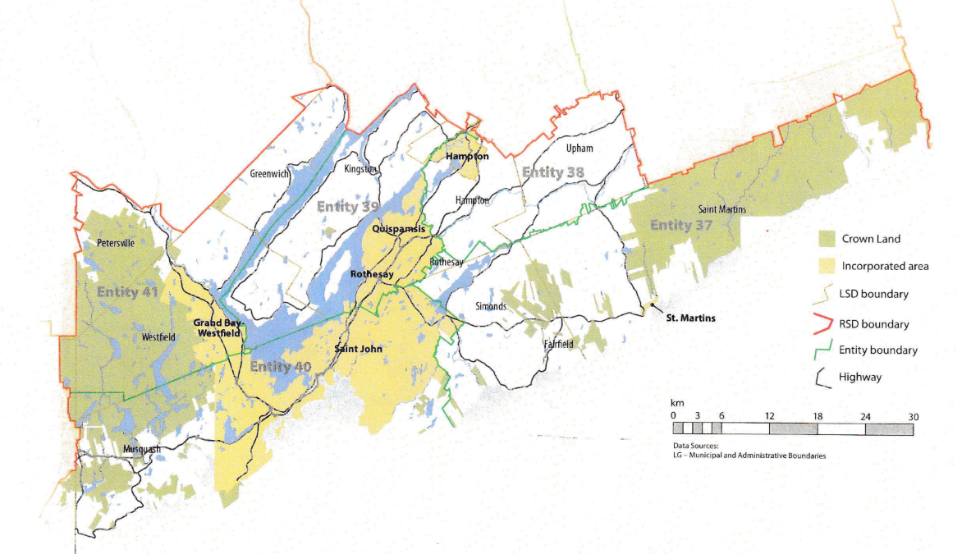 Upham
Hampton
Greenwich
Kingston
Entity 38
Hampton
Entity 39
Saint Martins
Entity 37
Quispamsis
Petersville
Rothesay
Rothesay
Entity 41
Simonds
St. Martins
Grand Bay-
Westfield
Westfield
Saint John
Fairfield
Entity 40
Musquash
Crown Land
Incorporated area
LSD boundary
RSD boundary
Entity boundary
Highway
km
0 3 6 12 18 24 30
Data Sources:
LG – Municipal and Administrative Boundaries